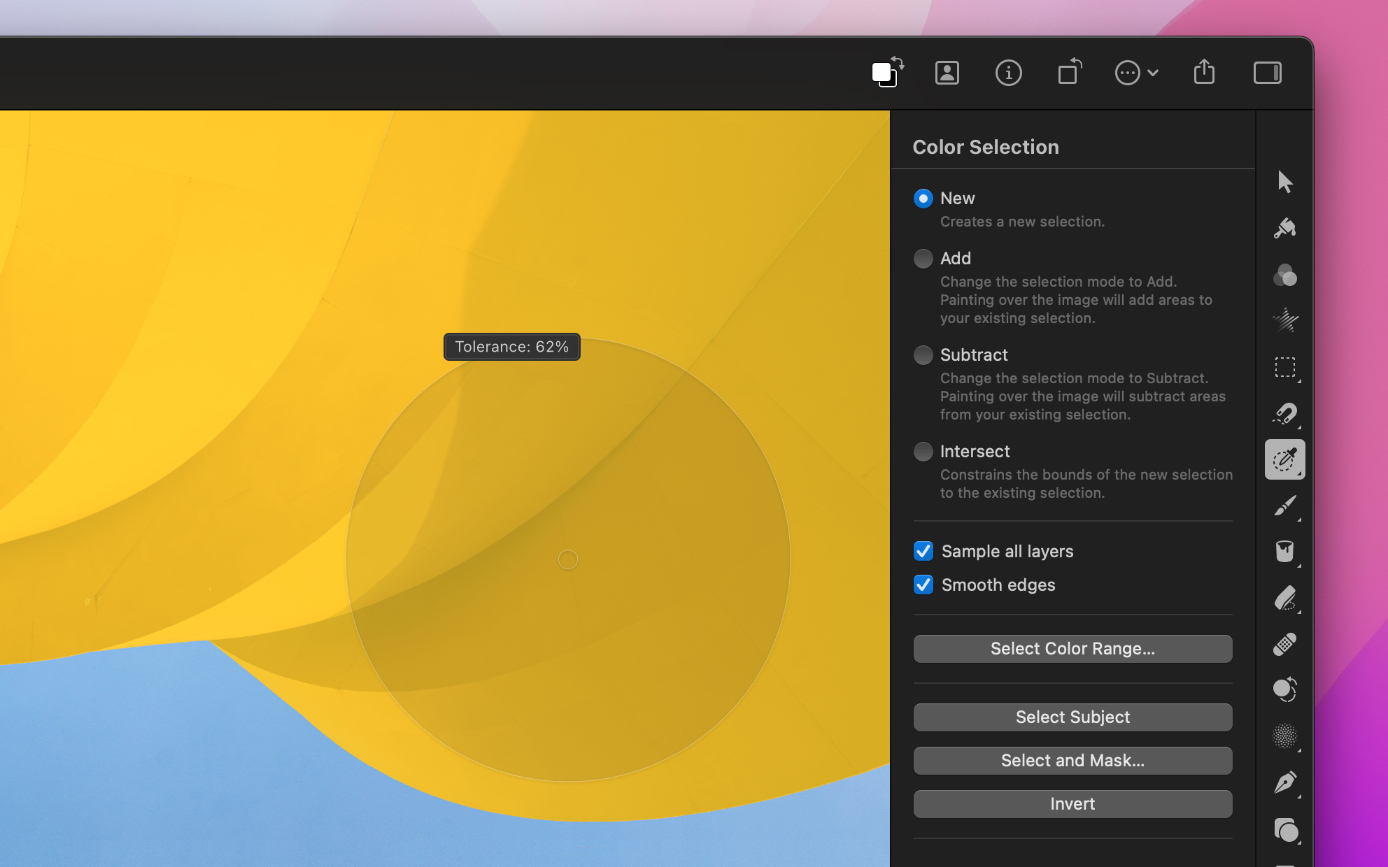 Color Selection
New
Creates a new selection.
Add
Change the selection mode to Add.
Painting over the image will add areas to
your existing selection.
Tolerance: 62%
Subtract
Change the selection mode to Subtract.
Painting over the image will subtract areas
from your existing selection.
Intersect
Constrains the bounds of the new selection
to the existing selection.
Sample all layers
Smooth edges
Select Color Range...
Select Subject
Select and Mask...
Invert